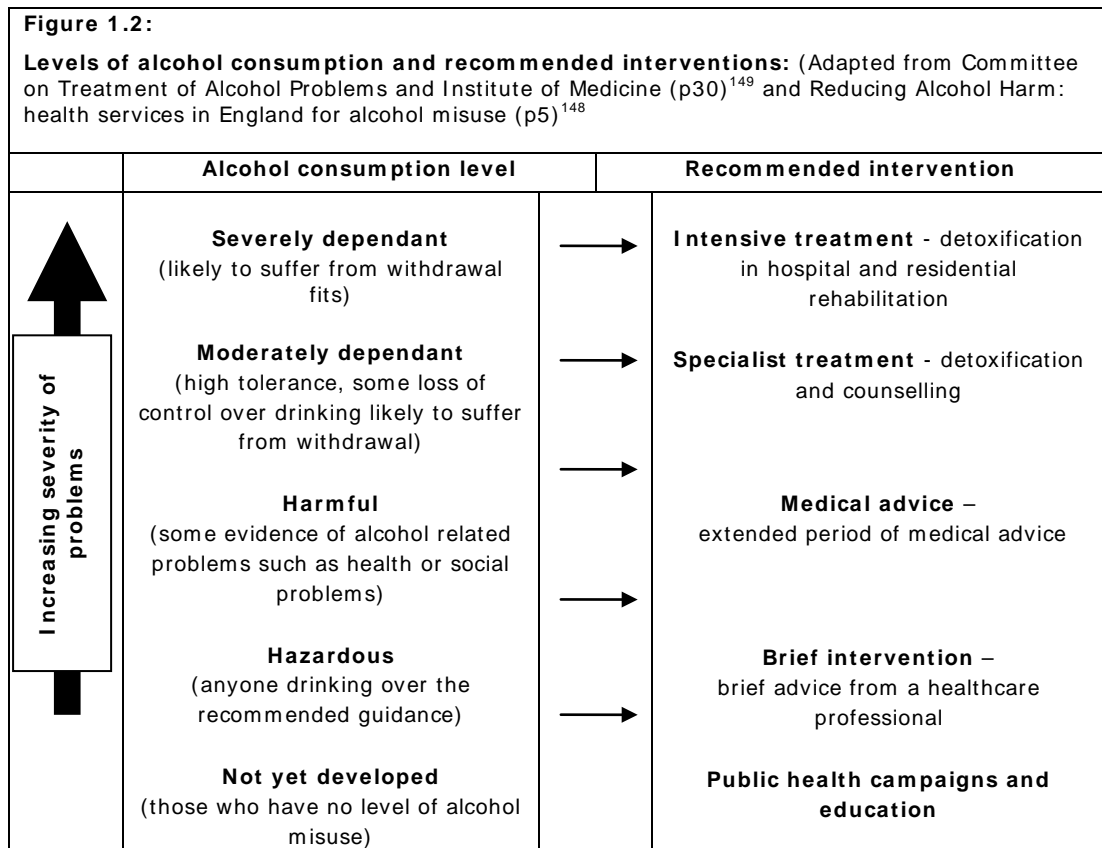 Figure 1.2:
Levels of alcohol consumption and recommended interventions: (Adapted from Committee
on Treatment of Alcohol Problems and Institute of Medicine (p30)149 and Reducing Alcohol Harm:
health services in England for alcohol misuse (p5)148
Alcohol consumption level
Recommended intervention
Increasing severity of
problems
Severely dependant
(likely to suffer from withdrawal
fits)
Intensive treatment - detoxification
in hospital and residential
rehabilitation
Moderately dependant
(high tolerance, some loss of
control over drinking likely to suffer
from withdrawal)
Specialist treatment - detoxification
and counselling
Harmful
(some evidence of alcohol related
problems such as health or social
problems)
Medical advice –
extended period of medical advice
Hazardous
(anyone drinking over the
recommended guidance)
Brief intervention –
brief advice from a healthcare
professional
Not yet developed
(those who have no level of alcohol
misuse)
Public health campaigns and
education